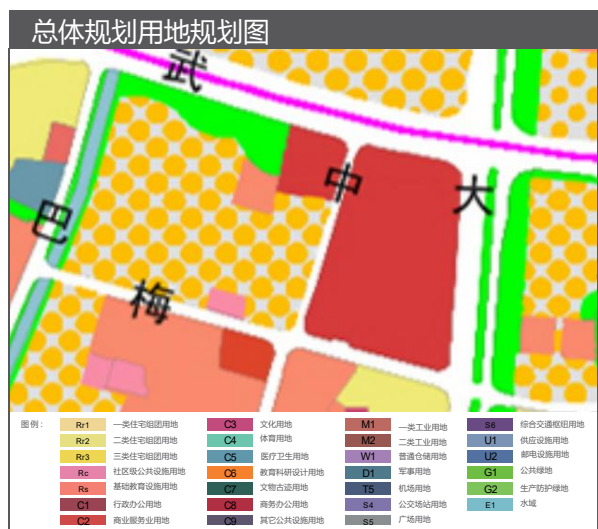 总体规划用地规划图
武
中
大
巴
梅
图例：
Rr1 一类住宅组团用地
Rr2 二类住宅组团用地
Rr3 三类住宅组团用地
Rc 社区级公共设施用地
Rs 基础教育设施用地
C1 行政办公用地
C2 商业服务业用地
C3 文化用地
C4 体育用地
C5 医疗卫生用地
C6 教育科研设计用地
C7 文物古迹用地
C8 商务办公用地
C9 其它公共设施用地
M1 一类工业用地
M2 二类工业用地
W1 普通仓储用地
D1 军事用地
T5 机场用地
S4 公交场站用地
S5 广场用地
S6 综合交通枢纽用地
U1 供应设施用地
U2 邮电设施用地
G1 公共绿地
G2 生产防护绿地
E1 水域